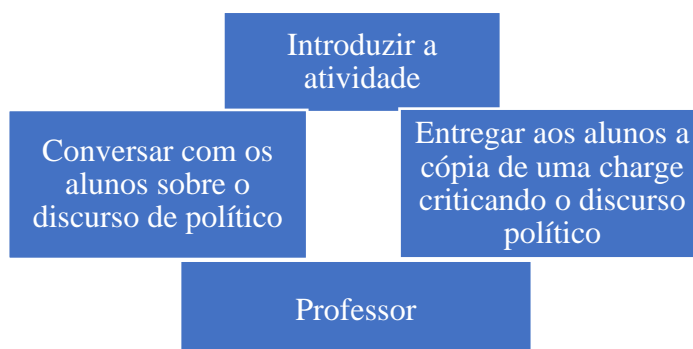 Introduzir a
atividade
Conversar com os
alunos sobre o
discurso de político
Entregar aos alunos a
cópia de uma charge
criticando o discurso
político
Professor